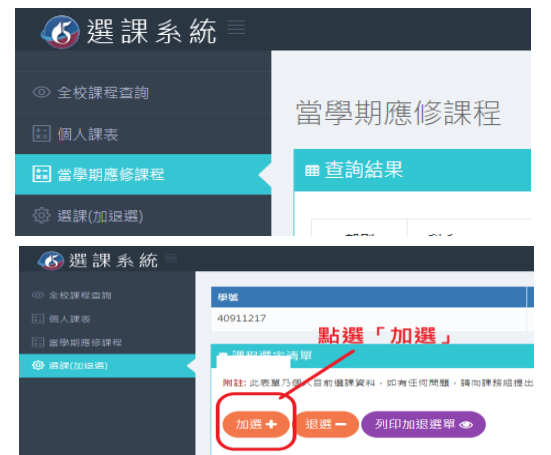 選課系統
全校課程查詢
個人課表
當學期應修課程
選課(加退選)
當學期應修課程
查詢結果
選課系統
全校課程查詢
個人課表
當學期應修課程
選課(加退選)
學號
40911217
點選「加選」
附註: 此表單乃個人目前選課資料，如有任何問題，請向課務組提出
加選
退選
列印加退選單